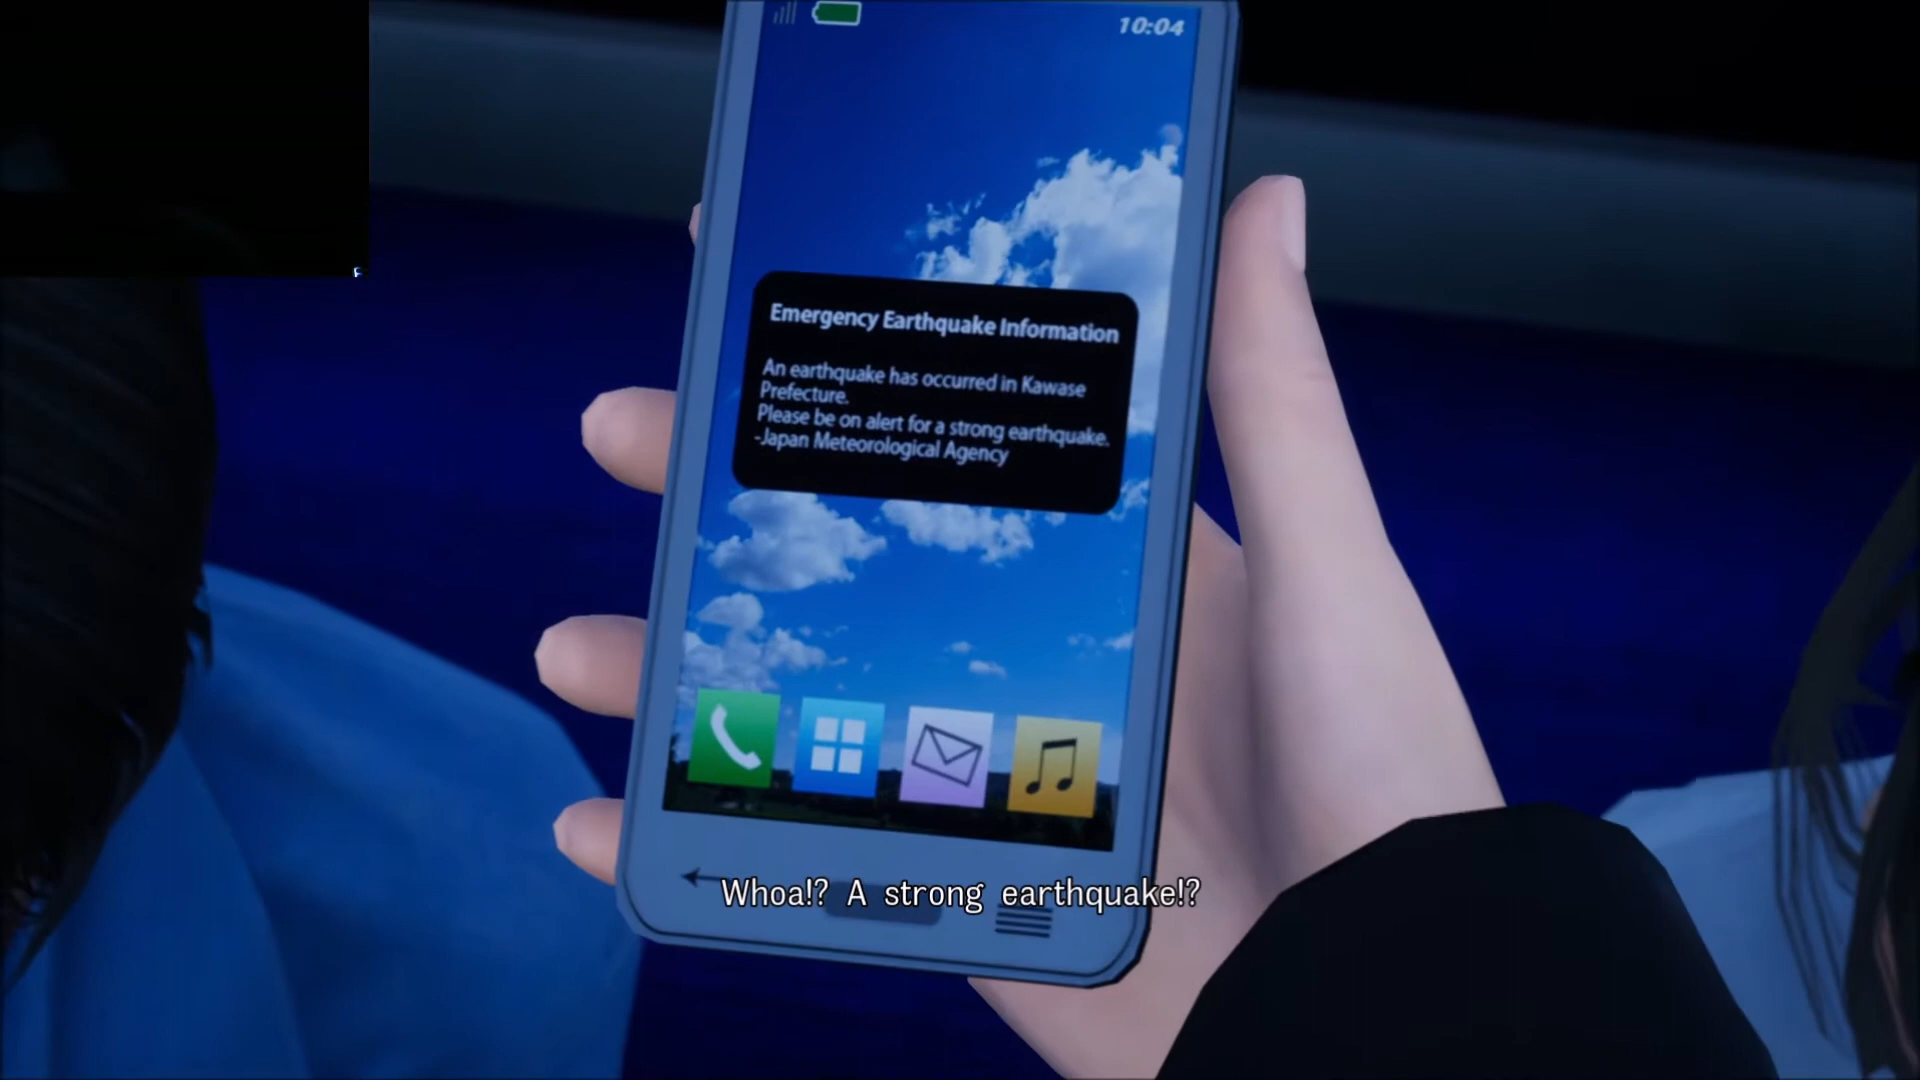 10:04
Emergency Earthquake Information
An earthquake has occurred in Kawase
Prefecture.
Please be on alert for a strong earthquake.
-Japan Meteorological Agency
Whoa!? A strong earthquake!?